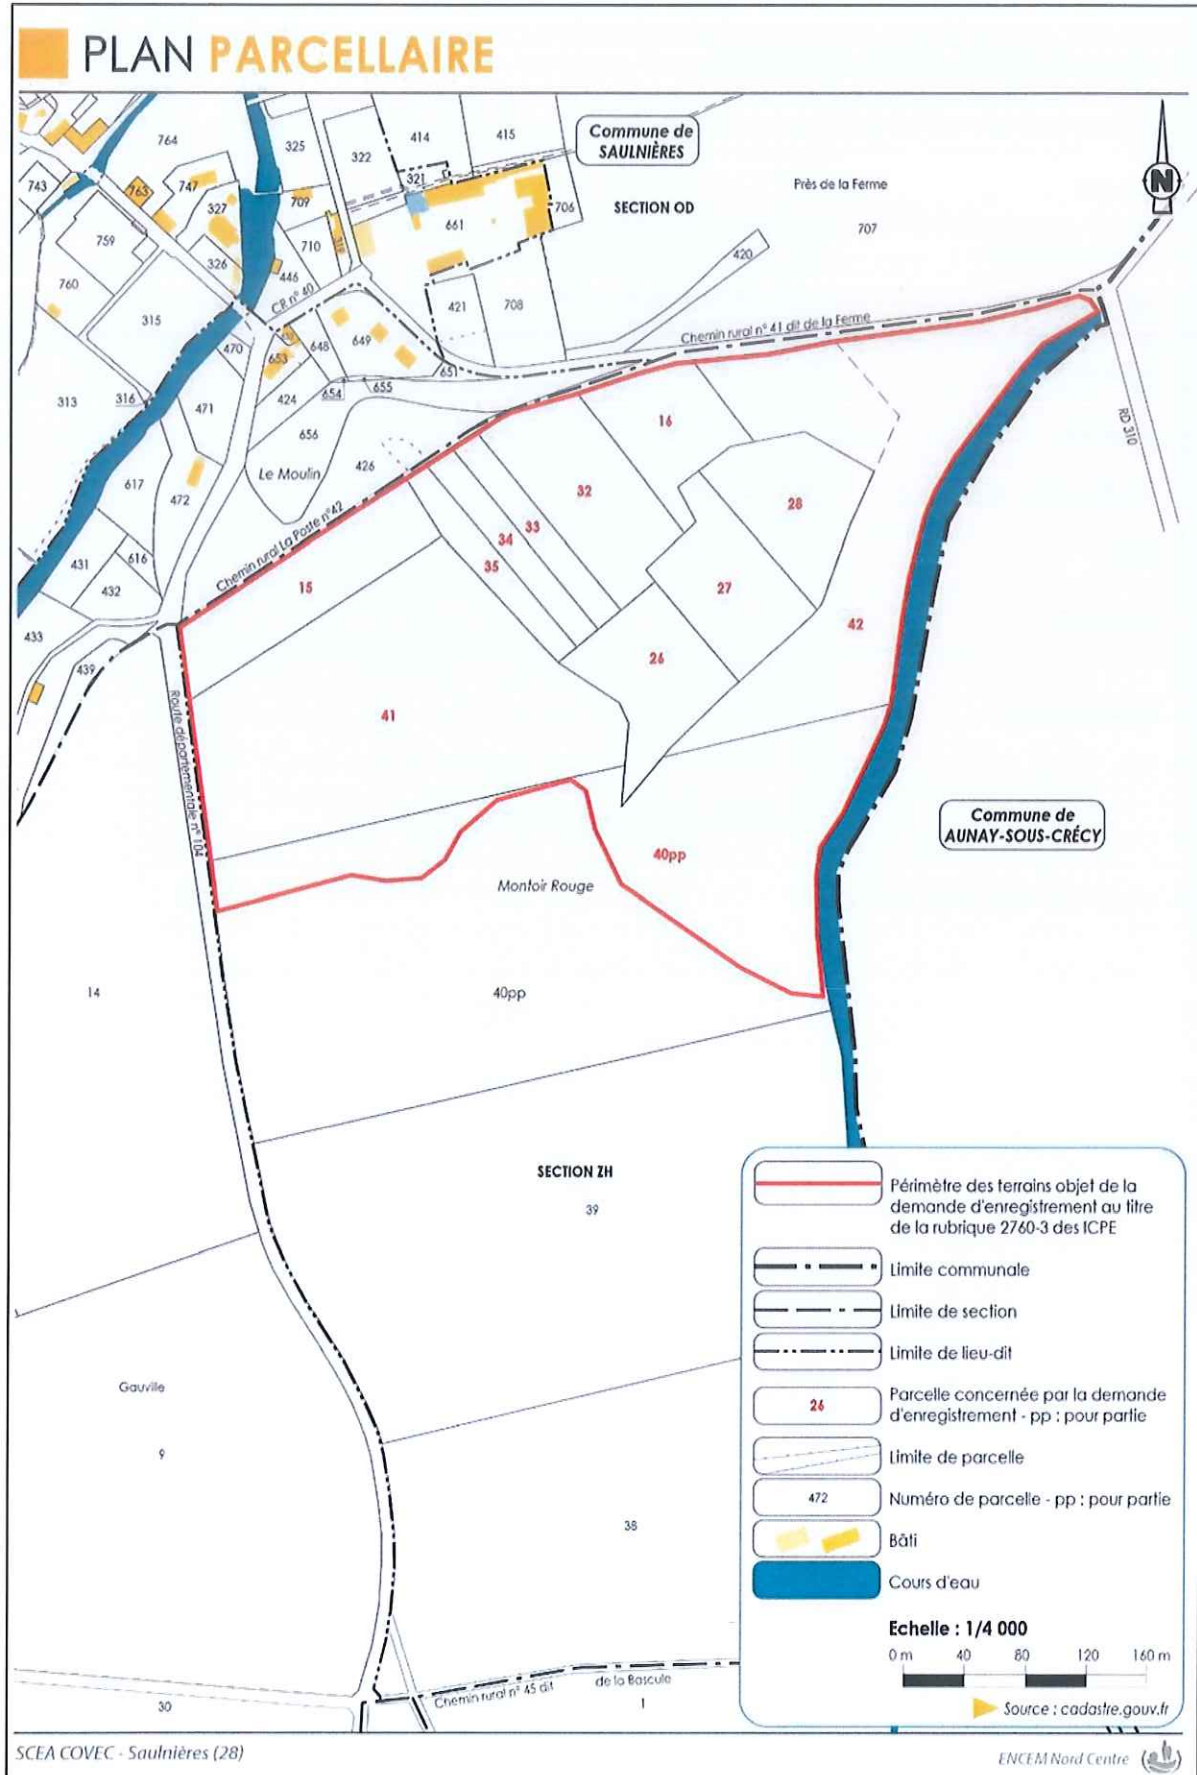 PLAN PARCELLAIRE
764
325
322
414
415
Commune de
SAULNIÈRES
743
763
747
327
709
321
661
706
SECTION OD
Près de la Ferme
707
759
326
710
319
446
760
CR n° 40
421
708
420
315
470
648
649
651
Chemin rural n° 41 dit de la Ferme
653
654
655
313
316
471
424
656
16
RD 310
Le Moulin
426
617
472
32
28
33
34
35
Chemin rural La Poste n°42
431
616
432
15
27
433
42
439
26
41
Route départementale n° 104
Commune de
AUNAY-SOUS-CRÉCY
40pp
Montoir Rouge
14
40pp
SECTION ZH
39
Gauville
9
38
30
Chemin rural n° 45 dit
de la Bascule
1
Périmètre des terrains objet de la
demande d'enregistrement au titre
de la rubrique 2760-3 des ICPE
Limite communale
Limite de section
Limite de lieu-dit
26
Parcelle concernée par la demande
d'enregistrement - pp : pour partie
Limite de parcelle
472
Numéro de parcelle - pp : pour partie
Bâti
Cours d'eau
Echelle : 1/4 000
0 m 40 80 120 160 m
Source : cadastre.gouv.fr
SCEA COVEC - Saulnières (28)
ENCEM Nord Centre
N